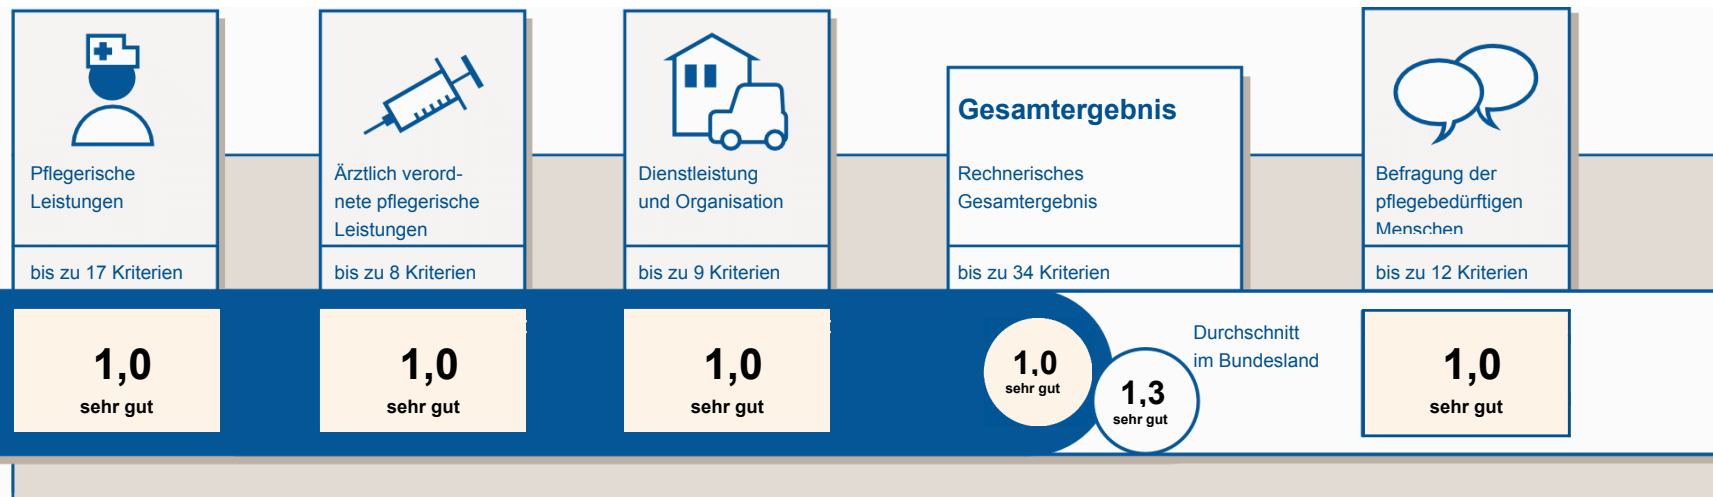 Pflegerische
Leistungen
bis zu 17 Kriterien
1,0
sehr gut
Ärztlich verord-
nete pflegerische
Leistungen
bis zu 8 Kriterien
1,0
sehr gut
Dienstleistung
und Organisation
bis zu 9 Kriterien
1,0
sehr gut
Gesamtergebnis
Rechnerisches
Gesamtergebnis
bis zu 34 Kriterien
1,0
sehr gut
1,3
sehr gut
Durchschnitt
im Bundesland
Befragung der
pflegebedürftigen
Menschen
bis zu 12 Kriterien
1,0
sehr gut